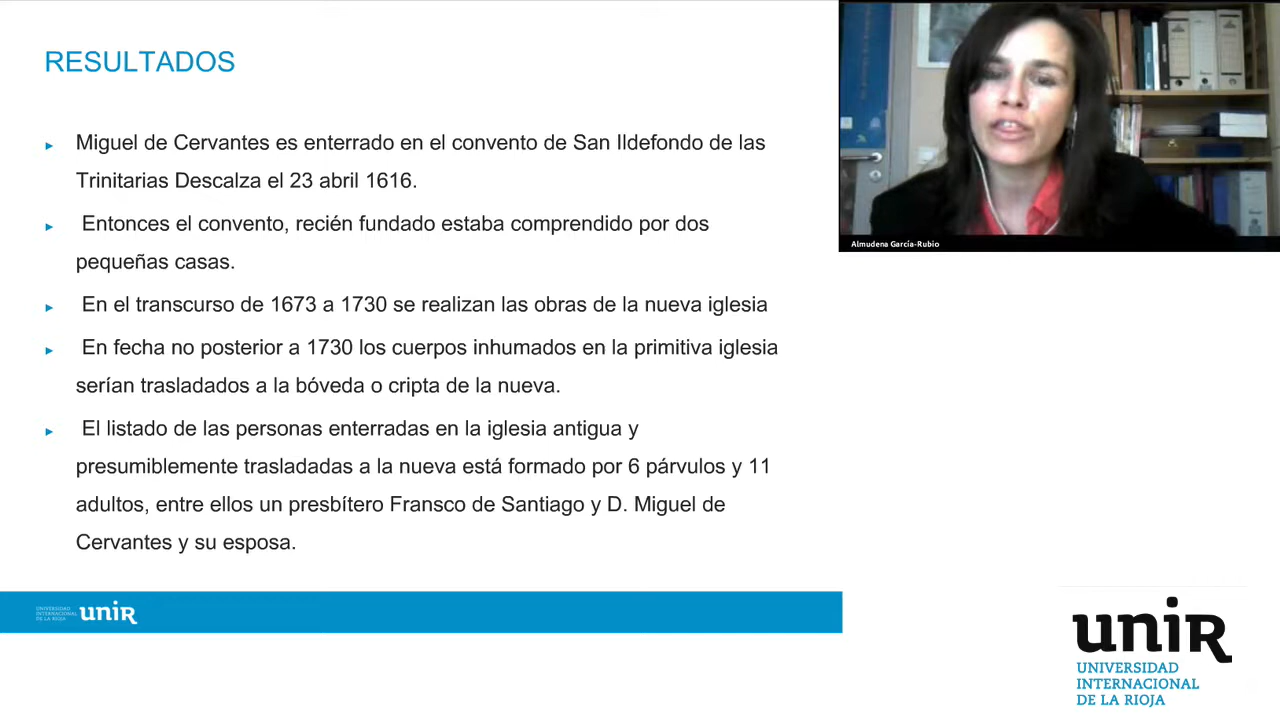 RESULTADOS
Miguel de Cervantes es enterrado en el convento de San Ildefondo de las
Trinitarias Descalza el 23 abril 1616.
Entonces el convento, recién fundado estaba comprendido por dos
pequeñas casas.
En el transcurso de 1673 a 1730 se realizan las obras de la nueva iglesia
En fecha no posterior a 1730 los cuerpos inhumados en la primitiva iglesia
serían trasladados a la bóveda o cripta de la nueva.
El listado de las personas enterradas en la iglesia antigua y
presumiblemente trasladadas a la nueva está formado por 6 párvulos y 11
adultos, entre ellos un presbítero Fransco de Santiago y D. Miguel de
Cervantes y su esposa.
Almudena García-Rubio
UNIVERSIDAD
INTERNACIONAL
DE LA RIOJA
uniR
uniR
UNIVERSIDAD
INTERNACIONAL
DE LA RIOJA